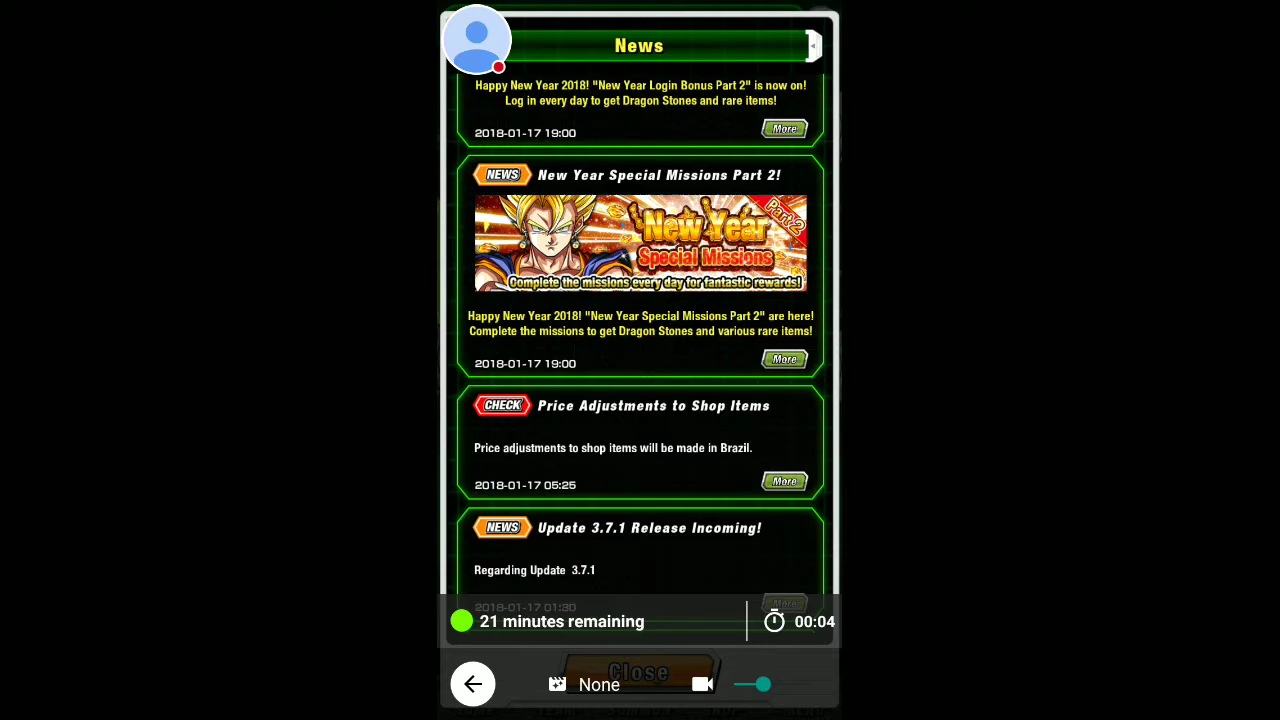 News
Happy New Year 2018! "New Year Login Bonus Part 2" is now on!
Log in every day to get Dragon Stones and rare items!
2018-01-17 19:00
More
NEWS New Year Special Missions Part 2!
Part 2
New Year
Special Missions
Complete the missions every day for fantastic rewards!
Happy New Year 2018! "New Year Special Missions Part 2" are here!
Complete the missions to get Dragon Stones and various rare items!
2018-01-17 19:00
More
CHECK Price Adjustments to Shop Items
Price adjustments to shop items will be made in Brazil.
2018-01-17 05:25
More
NEWS Update 3.7.1 Release Incoming!
Regarding Update 3.7.1
2018-01-17 01:30
More
21 minutes remaining
00:04
Close
None